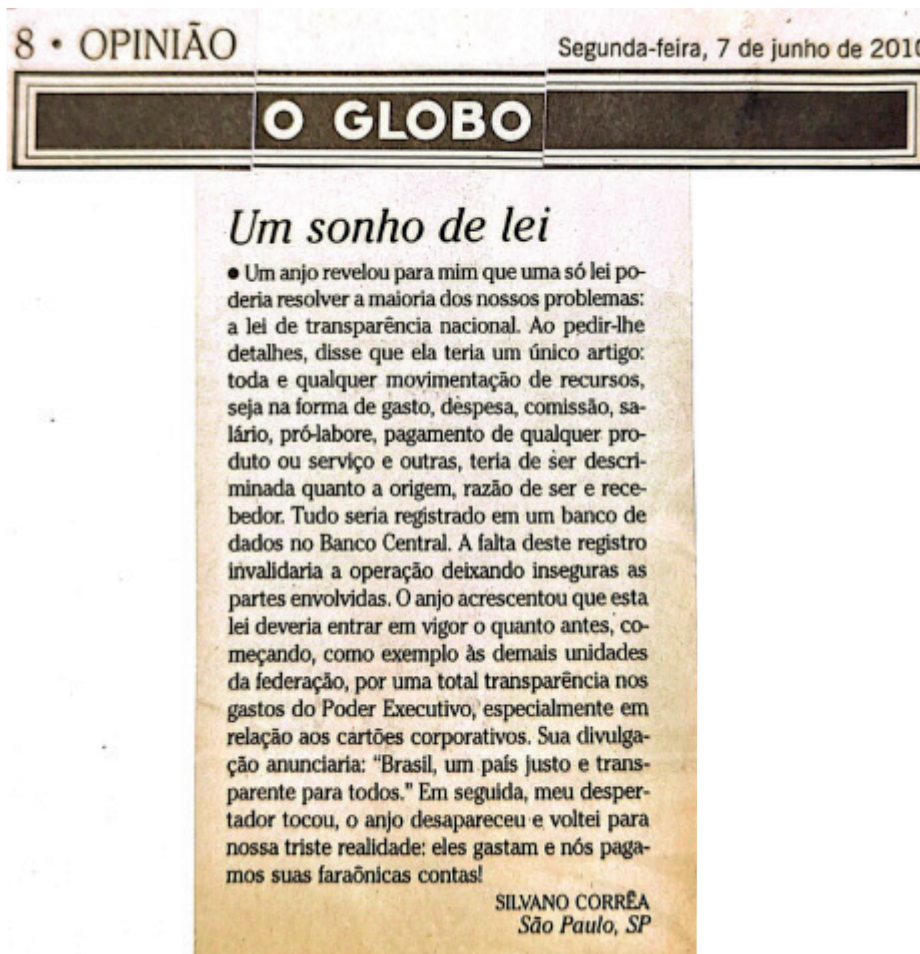 8 • OPINIÃO
Segunda-feira, 7 de junho de 2010
O GLOBO
Um sonho de lei
● Um anjo revelou para mim que uma só lei po-
deria resolver a maioria dos nossos problemas:
a lei de transparência nacional. Ao pedir-lhe
detalhes, disse que ela teria um único artigo:
toda e qualquer movimentação de recursos,
seja na forma de gasto, despesa, comissão, sa-
lário, pró-labore, pagamento de qualquer pro-
duto ou serviço e outras, teria de ser descri-
minada quanto a origem, razão de ser e rece-
bedor. Tudo seria registrado em um banco de
dados no Banco Central. A falta deste registro
invalidaria a operação deixando inseguras as
partes envolvidas. O anjo acrescentou que esta
lei deveria entrar em vigor o quanto antes, co-
meçando, como exemplo às demais unidades
da federação, por uma total transparência nos
gastos do Poder Executivo, especialmente em
relação aos cartões corporativos. Sua divulga-
ção anunciaria: “Brasil, um país justo e trans-
parente para todos." Em seguida, meu desper-
tador tocou, o anjo desapareceu e voltei para
nossa triste realidade: eles gastam e nós paga-
mos suas faraônicas contas!
SILVANO CORRÊA
São Paulo, SP